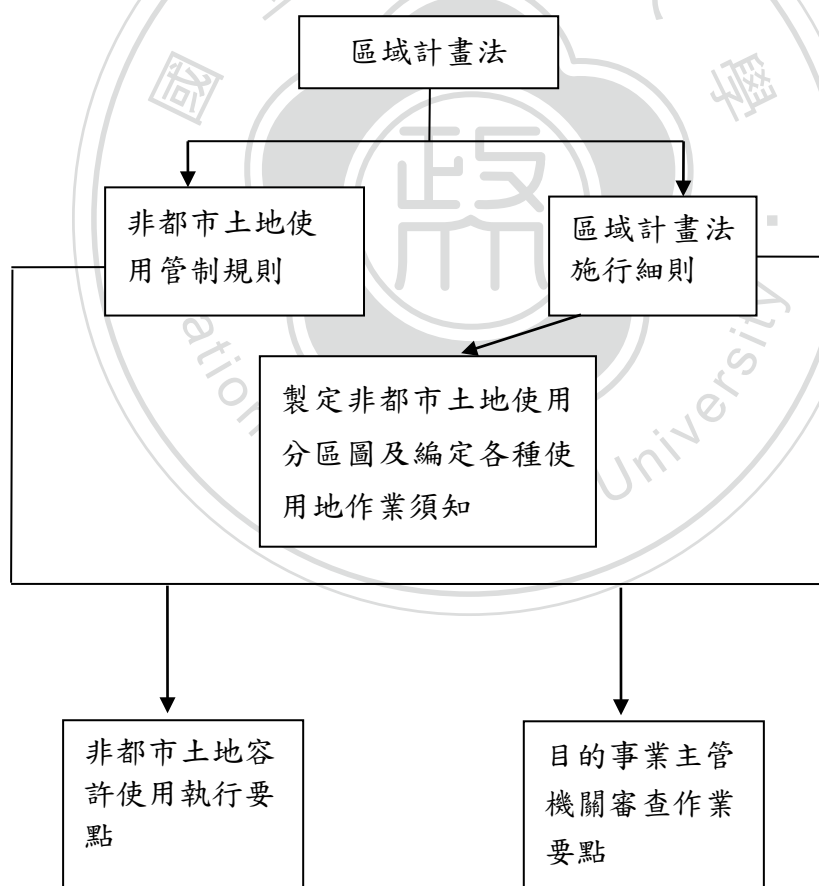 區域計畫法
非都市土地使
用管制規則
區域計畫法
施行細則
製定非都市土地使用
分區圖及編定各種使
用地作業須知
非都市土地容
許使用執行要
點
目的事業主管
機關審查作業
要點
國
政
學
University